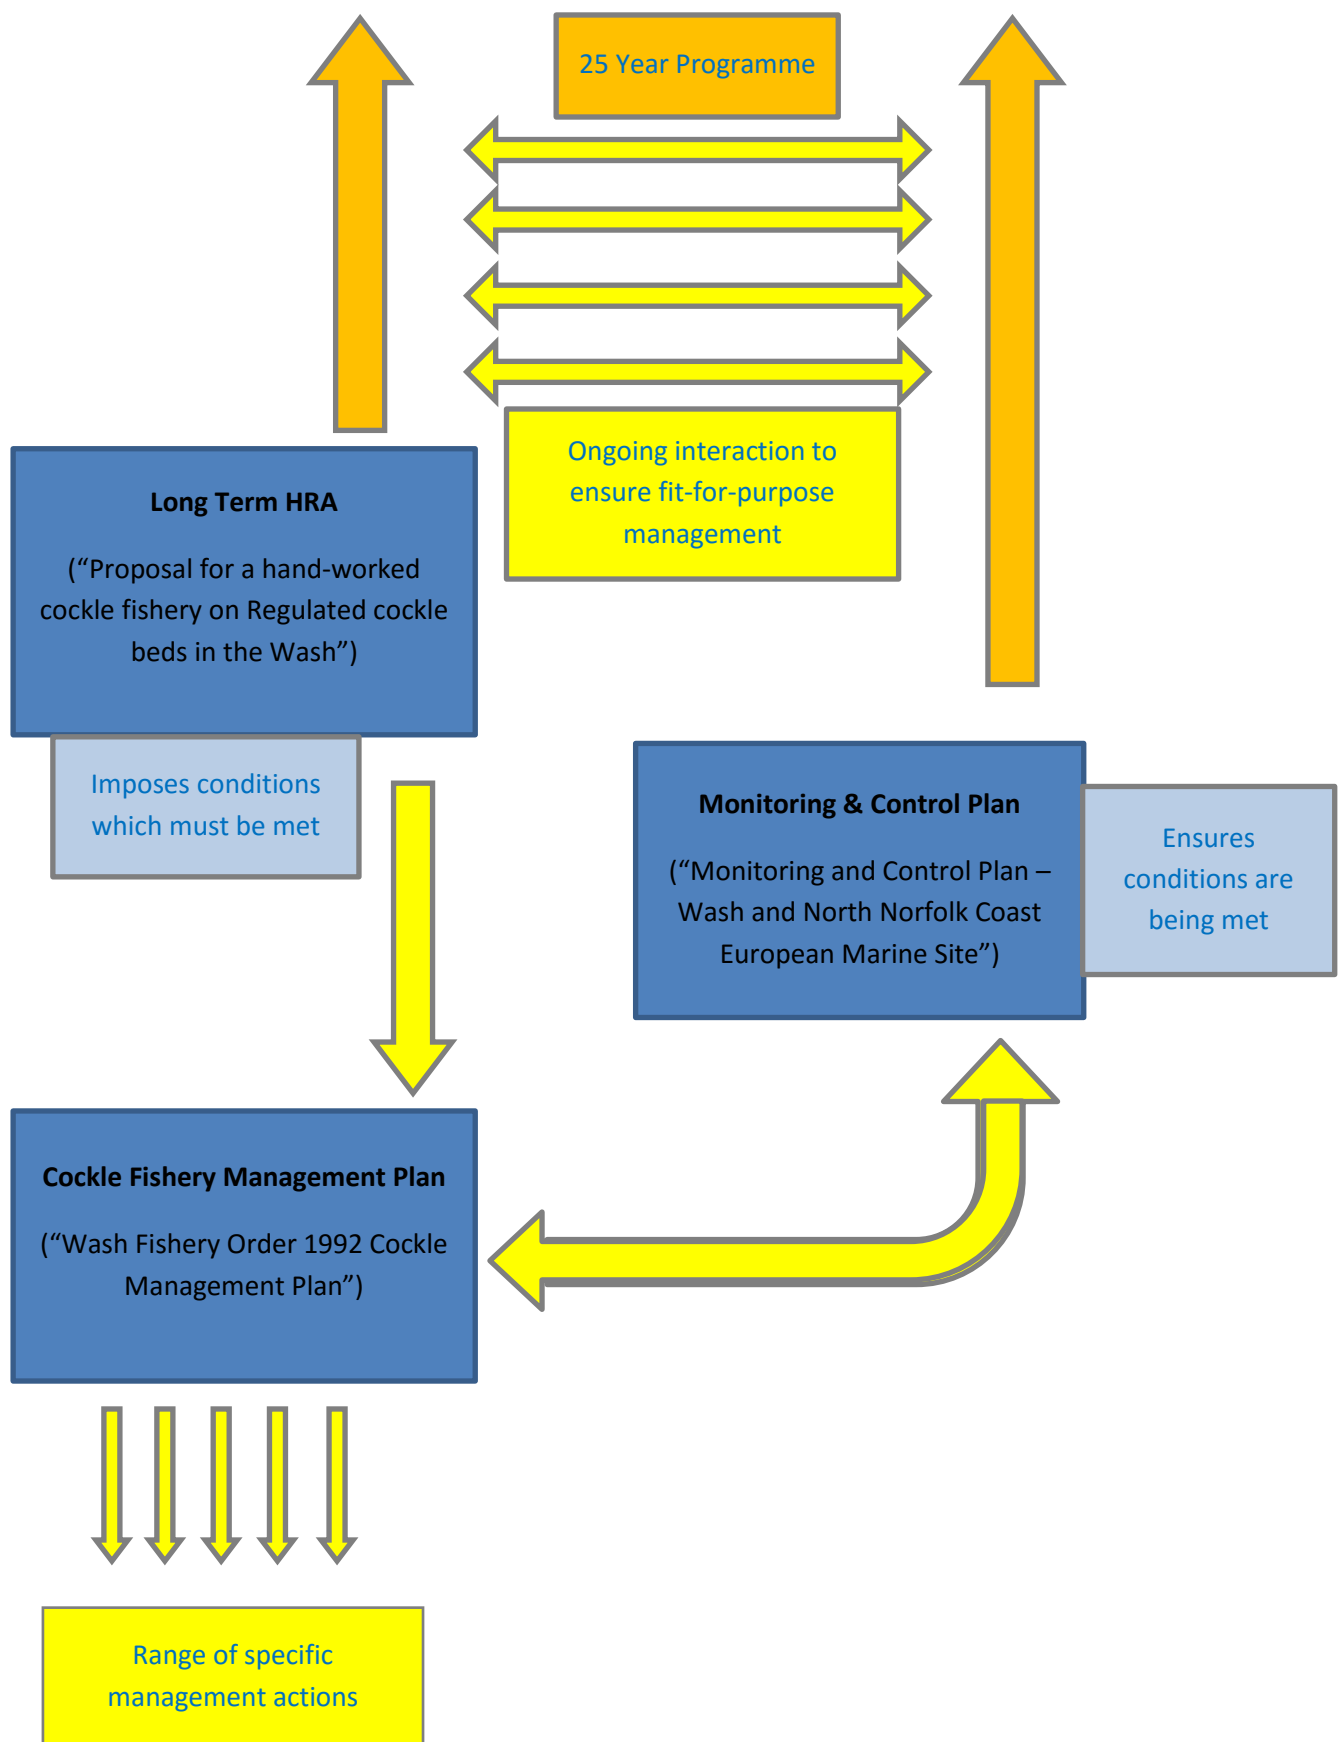 25 Year Programme
Ongoing interaction to
ensure fit-for-purpose
management
Long Term HRA
(“Proposal for a hand-worked
cockle fishery on Regulated cockle
beds in the Wash”)
Imposes conditions
which must be met
Monitoring & Control Plan
(“Monitoring and Control Plan –
Wash and North Norfolk Coast
European Marine Site”)
Ensures
conditions are
being met
Cockle Fishery Management Plan
(“Wash Fishery Order 1992 Cockle
Management Plan”)
Range of specific
management actions